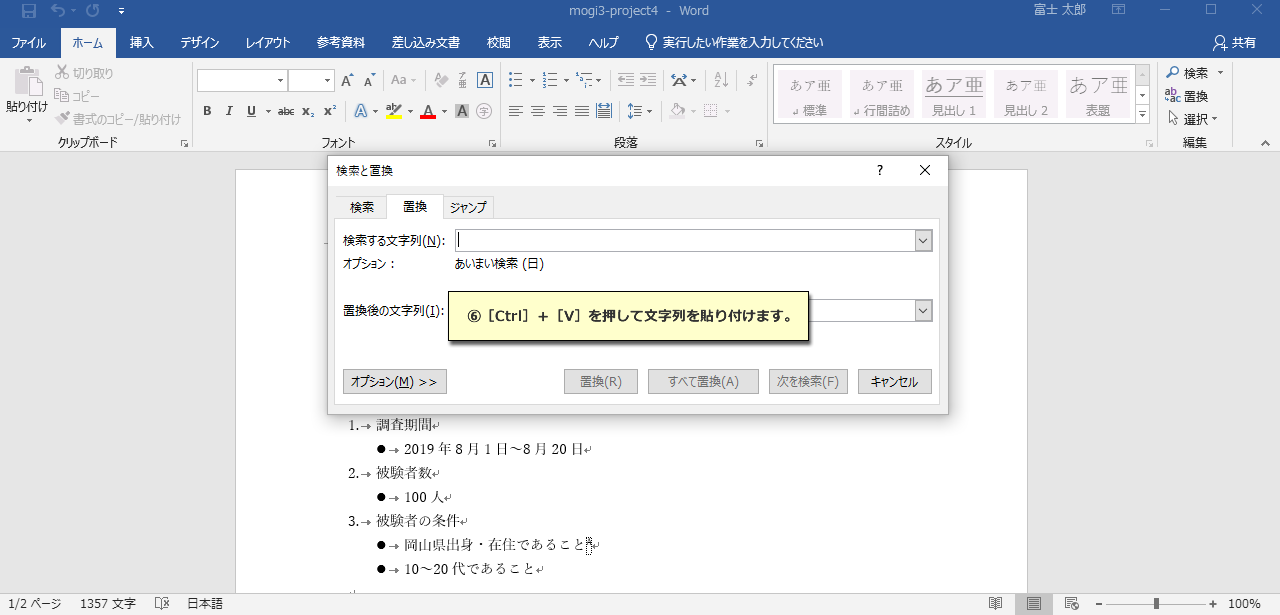 mogi3-project4 - Word
富士 太郎
ファイル ホーム 挿入 デザイン レイアウト 参考資料 差し込み文書 校閲 表示 ヘルプ 実行したい作業を入力してください 共有
貼り付け
切り取り
コピー
書式のコピー/貼り付け
クリップボード
Aa
A
B I U abc x₂ x² A aby A A 字
フォント
段落
あア亜 あア亜 あア亜 あア亜 あア亜
↲標準 ↲行間詰め 見出し 1 見出し 2 表題
スタイル
検索
置換
選択
編集
検索と置換
?
検索 置換 ジャンプ
検索する文字列(N):
オプション： あいまい検索 (日)
置換後の文字列(I):
⑥［Ctrl］＋［V］を押して文字列を貼り付けます。
オプション(M) >> 置換(R) すべて置換(A) 次を検索(F) キャンセル
1.→ 調査期間↵
●→ 2019 年 8 月 1 日～8 月 20 日↵
2.→ 被験者数↵
●→ 100 人↵
3.→ 被験者の条件↵
●→ 岡山県出身・在住であること↵
●→ 10～20 代であること↵
1/2 ページ 1357 文字 日本語 100%